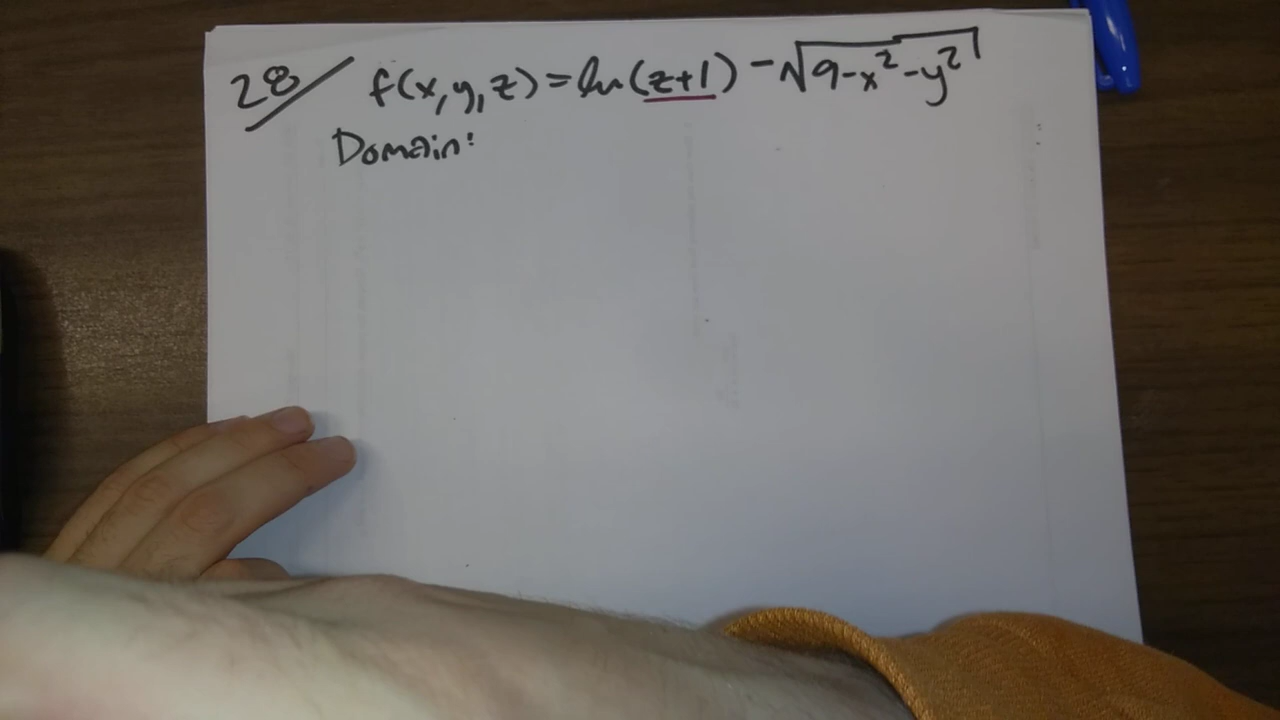 28/ f(x,y,z)=ln(z+1) -√9-x²-y²
Domain: